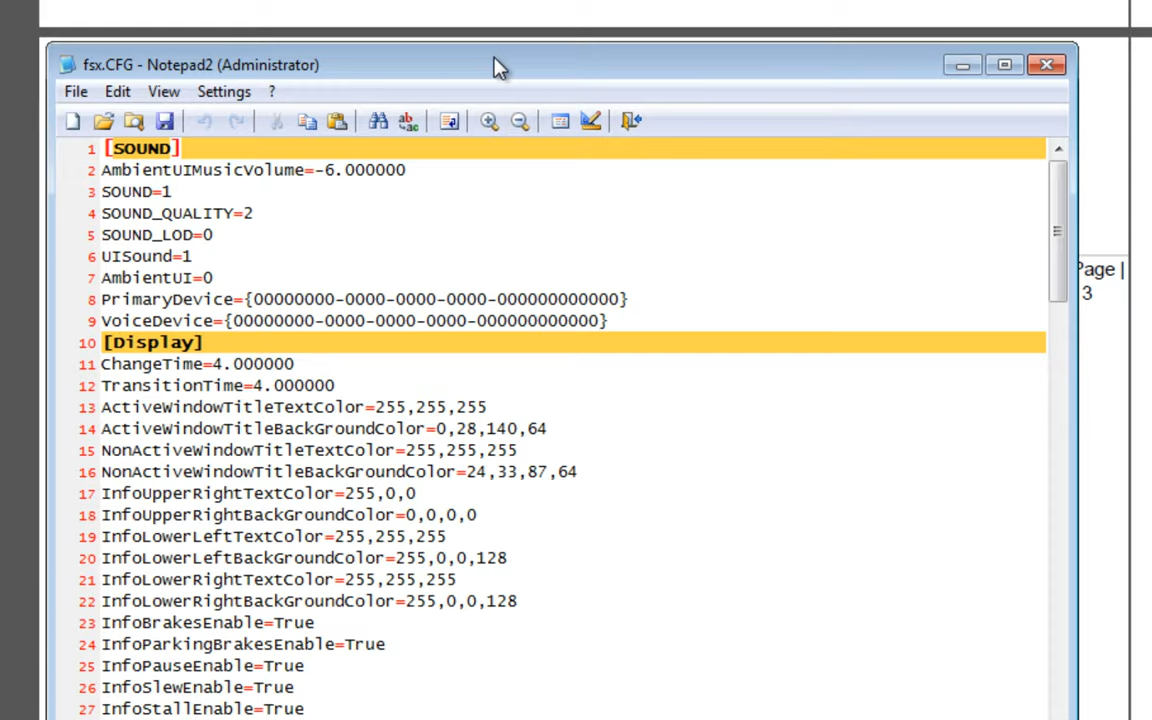 fsx.CFG - Notepad2 (Administrator)
File Edit View Settings ?
1 [SOUND]
2 AmbientUIMusicVolume=-6.000000
3 SOUND=1
4 SOUND_QUALITY=2
5 SOUND_LOD=0
6 UISound=1
7 AmbientUI=0
8 PrimaryDevice={00000000-0000-0000-0000-000000000000}
9 VoiceDevice={00000000-0000-0000-0000-000000000000}
10 [Display]
11 ChangeTime=4.000000
12 TransitionTime=4.000000
13 ActiveWindowTitleTextColor=255,255,255
14 ActiveWindowTitleBackGroundColor=0,28,140,64
15 NonActiveWindowTitleTextColor=255,255,255
16 NonActiveWindowTitleBackGroundColor=24,33,87,64
17 InfoUpperRightTextColor=255,0,0
18 InfoUpperRightBackGroundColor=0,0,0,0
19 InfoLowerLeftTextColor=255,255,255
20 InfoLowerLeftBackGroundColor=255,0,0,128
21 InfoLowerRightTextColor=255,255,255
22 InfoLowerRightBackGroundColor=255,0,0,128
23 InfoBrakesEnable=True
24 InfoParkingBrakesEnable=True
25 InfoPauseEnable=True
26 InfoSlewEnable=True
27 InfoStallEnable=True
Page |
3